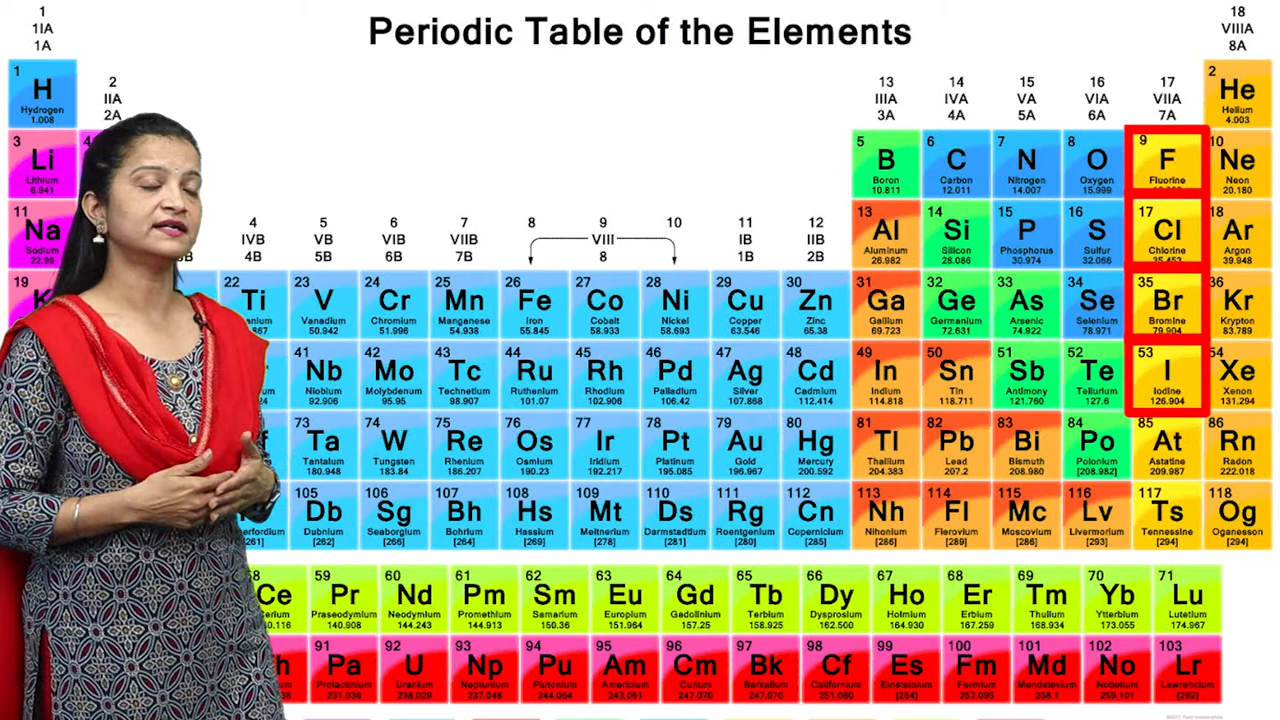 Periodic Table of the Elements
1 18
1IA VIIIA
1A 8A
2 13 14 15 16 17
IIA IIIA IVA VA VIA VIIA
2A 3A 4A 5A 6A 7A
1 2
H He
Hydrogen Helium
1.008 4.003
3 4 5 6 7 8 9 10
Li B C N O F Ne
Lithium Boron Carbon Nitrogen Oxygen Fluorine Neon
6.941 10.811 12.011 14.007 15.999 20.180
4 5 6 7 8 9 10 11 12
IVB VB VIB VIIB VIII IB IIB
4B 5B 6B 7B 8 1B 2B
11 13 14 15 16 17 18
Na Al Si P S Cl Ar
Sodium Aluminum Silicon Phosphorus Sulfur Chlorine Argon
22.99 26.982 28.086 30.974 32.066 35.453 39.948
19 22 23 24 25 26 27 28 29 30 31 32 33 34 35 36
K Ti V Cr Mn Fe Co Ni Cu Zn Ga Ge As Se Br Kr
Vanadium Chromium Manganese Iron Cobalt Nickel Copper Zinc Gallium Germanium Arsenic Selenium Bromine Krypton
50.942 51.996 54.938 55.845 58.933 58.693 63.546 65.38 69.723 72.631 74.922 78.971 79.904 83.789
41 42 43 44 45 46 47 48 49 50 51 52 53 54
Nb Mo Tc Ru Rh Pd Ag Cd In Sn Sb Te I Xe
Niobium Molybdenum Technetium Ruthenium Rhodium Palladium Silver Cadmium Indium Tin Antimony Tellurium Iodine Xenon
92.906 95.95 98.907 101.07 102.906 106.42 107.868 112.414 114.818 118.711 121.760 127.6 126.904 131.294
73 74 75 76 77 78 79 80 81 82 83 84 85 86
Ta W Re Os Ir Pt Au Hg Tl Pb Bi Po At Rn
Tantalum Tungsten Rhenium Osmium Iridium Platinum Gold Mercury Thallium Lead Bismuth Polonium Astatine Radon
180.948 183.84 186.207 190.23 192.217 195.085 196.967 200.592 204.383 207.2 208.980 [208.982] 209.987 222.018
105 106 107 108 109 110 111 112 113 114 115 116 117 118
Db Sg Bh Hs Mt Ds Rg Cn Nh Fl Mc Lv Ts Og
Dubnium Seaborgium Bohrium Hassium Meitnerium Darmstadtium Roentgenium Copernicium Nihonium Flerovium Moscovium Livermorium Tennessine Oganesson
[261] [262] [266] [264] [269] [278] [281] [280] [285] [286] [289] [286] [293] [294] [294]
59 60 61 62 63 64 65 66 67 68 69 70 71
Ce Pr Nd Pm Sm Eu Gd Tb Dy Ho Er Tm Yb Lu
Praseodymium Neodymium Promethium Samarium Europium Gadolinium Terbium Dysprosium Holmium Erbium Thulium Ytterbium Lutetium
140.908 144.243 144.913 150.36 151.964 157.25 158.925 162.500 164.930 167.259 168.934 173.055 174.967
91 92 93 94 95 96 97 98 99 100 101 102 103
Pa U Np Pu Am Cm Bk Cf Es Fm Md No Lr
Protactinium Uranium Neptunium Plutonium Americium Curium Berkelium Californium Einsteinium Fermium Mendelevium Nobelium Lawrencium
231.036 238.029 237.048 244.064 243.061 247.070 247.070 251.080 [254] 257.095 258.1 259.101 [262]